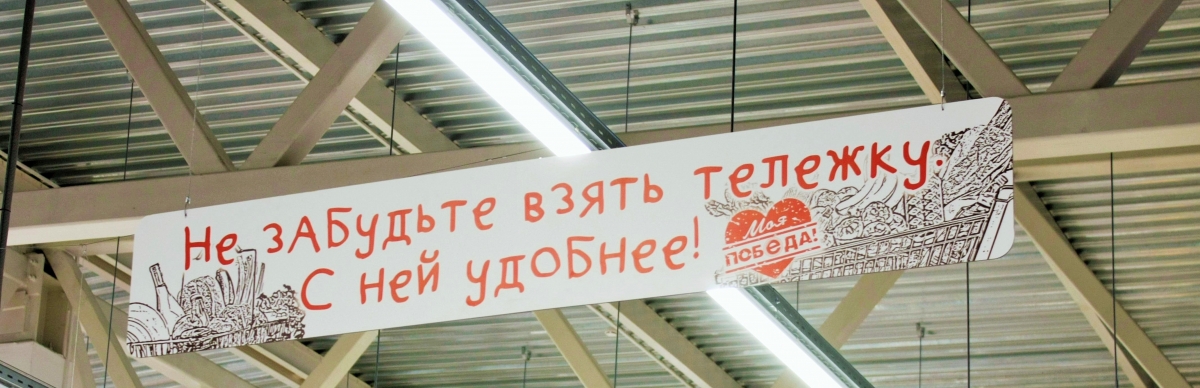 Не забудьте взять тележку.
С ней удобнее!
Моя
победа!